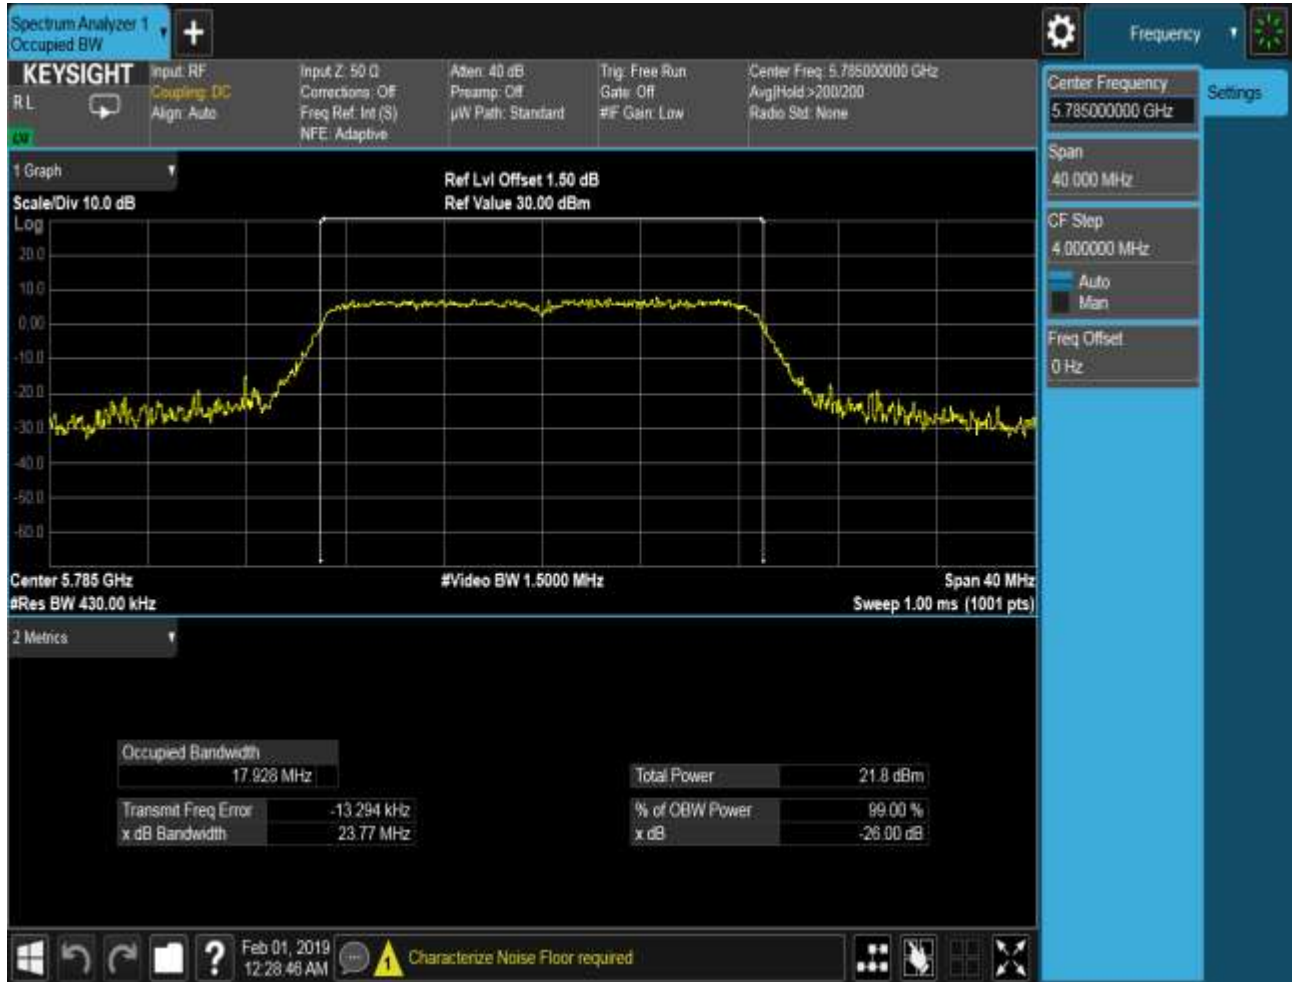 Spectrum Analyzer 1
Occupied BW
Frequency
KEYSIGHT
RL
Input: RF
Coupling: DC
Align: Auto
Input Z: 50 Ω
Corrections: Off
Freq Ref: Int (S)
NFE: Adaptive
Atten: 40 dB
Preamp: Off
µW Path: Standard
Trig: Free Run
Gate: Off
#IF Gain: Low
Center Freq: 5.785000000 GHz
Avg|Hold:>200/200
Radio Std: None
Center Frequency
5.785000000 GHz
Settings
Span
40.000 MHz
CF Step
4.000000 MHz
Auto
Man
Freq Offset
0 Hz
1 Graph
Ref Lvl Offset 1.50 dB
Scale/Div 10.0 dB
Ref Value 30.00 dBm
Log
20.0
10.0
0.00
-10.0
-20.0
-30.0
-40.0
-50.0
-60.0
Center 5.785 GHz
#Video BW 1.5000 MHz
Span 40 MHz
#Res BW 430.00 kHz
Sweep 1.00 ms (1001 pts)
2 Metrics
Occupied Bandwidth
17.928 MHz
Total Power 21.8 dBm
Transmit Freq Error -13.294 kHz
% of OBW Power 99.00 %
x dB Bandwidth 23.77 MHz
x dB -26.00 dB
?
Feb 01, 2019
12:28:46 AM
1
Characterize Noise Floor required